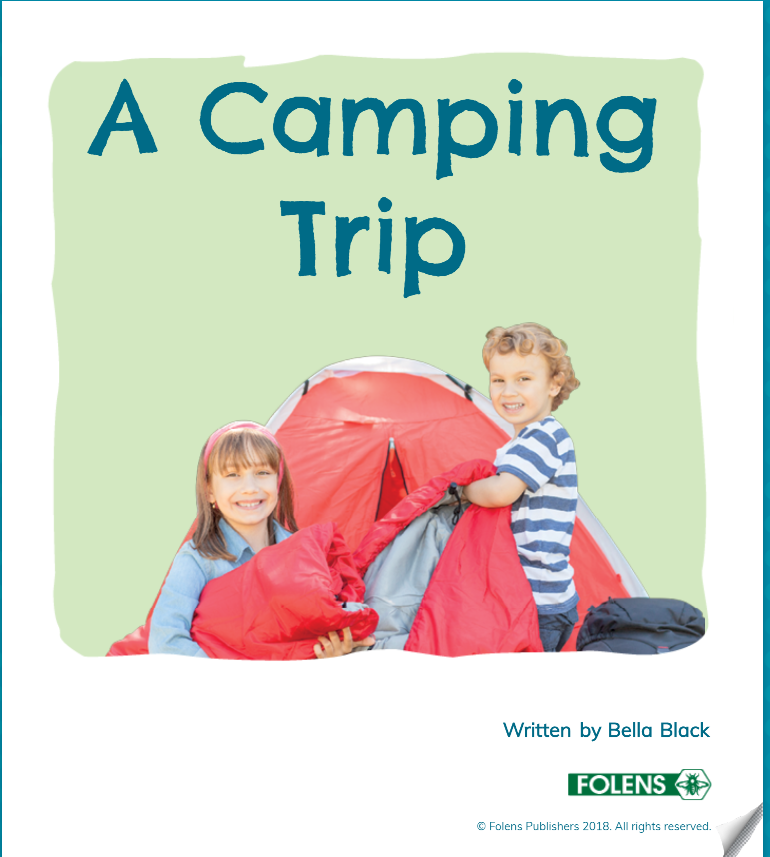 A Camping
Trip
Written by Bella Black
FOLENS
© Folens Publishers 2018. All rights reserved.